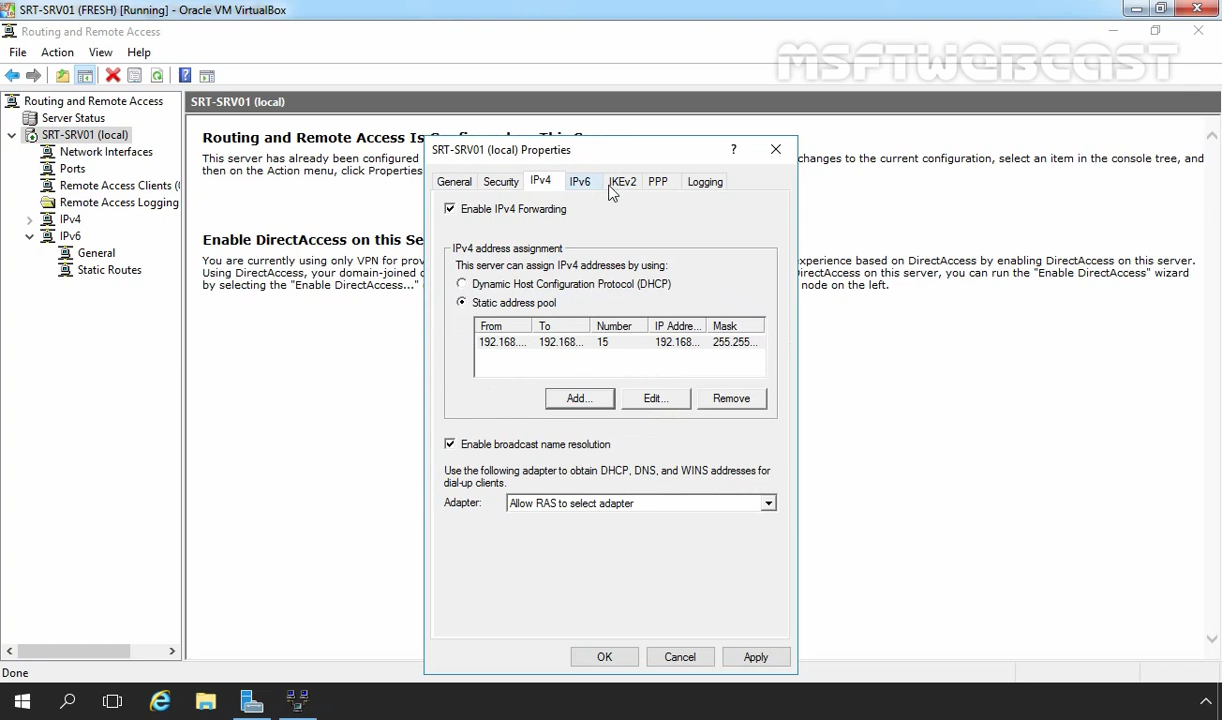 SRT-SRV01 (FRESH) [Running] - Oracle VM VirtualBox
Routing and Remote Access
MSFTWEBCAST
File Action View Help
Routing and Remote Access
Server Status
SRT-SRV01 (local)
Network Interfaces
Ports
Remote Access Clients (
Remote Access Logging
IPv4
IPv6
General
Static Routes
SRT-SRV01 (local)
Routing and Remote Access Is
This server has already been configured
changes to the current configuration, select an item in the console tree, and
then on the Action menu, click Properties
Enable DirectAccess on this Se
You are currently using only VPN for prov
experience based on DirectAccess by enabling DirectAccess on this server.
Using DirectAccess, your domain-joined
DirectAccess on this server, you can run the "Enable DirectAccess" wizard
by selecting the "Enable DirectAccess..."
node on the left.
SRT-SRV01 (local) Properties
General Security IPv4 IPv6 IKEv2 PPP Logging
Enable IPv4 Forwarding
IPv4 address assignment
This server can assign IPv4 addresses by using:
Dynamic Host Configuration Protocol (DHCP)
Static address pool
From To Number IP Addre... Mask
192.168.... 192.168... 15 192.168... 255.255...
Add... Edit... Remove
Enable broadcast name resolution
Use the following adapter to obtain DHCP, DNS, and WINS addresses for
dial-up clients.
Adapter: Allow RAS to select adapter
OK Cancel Apply
Done